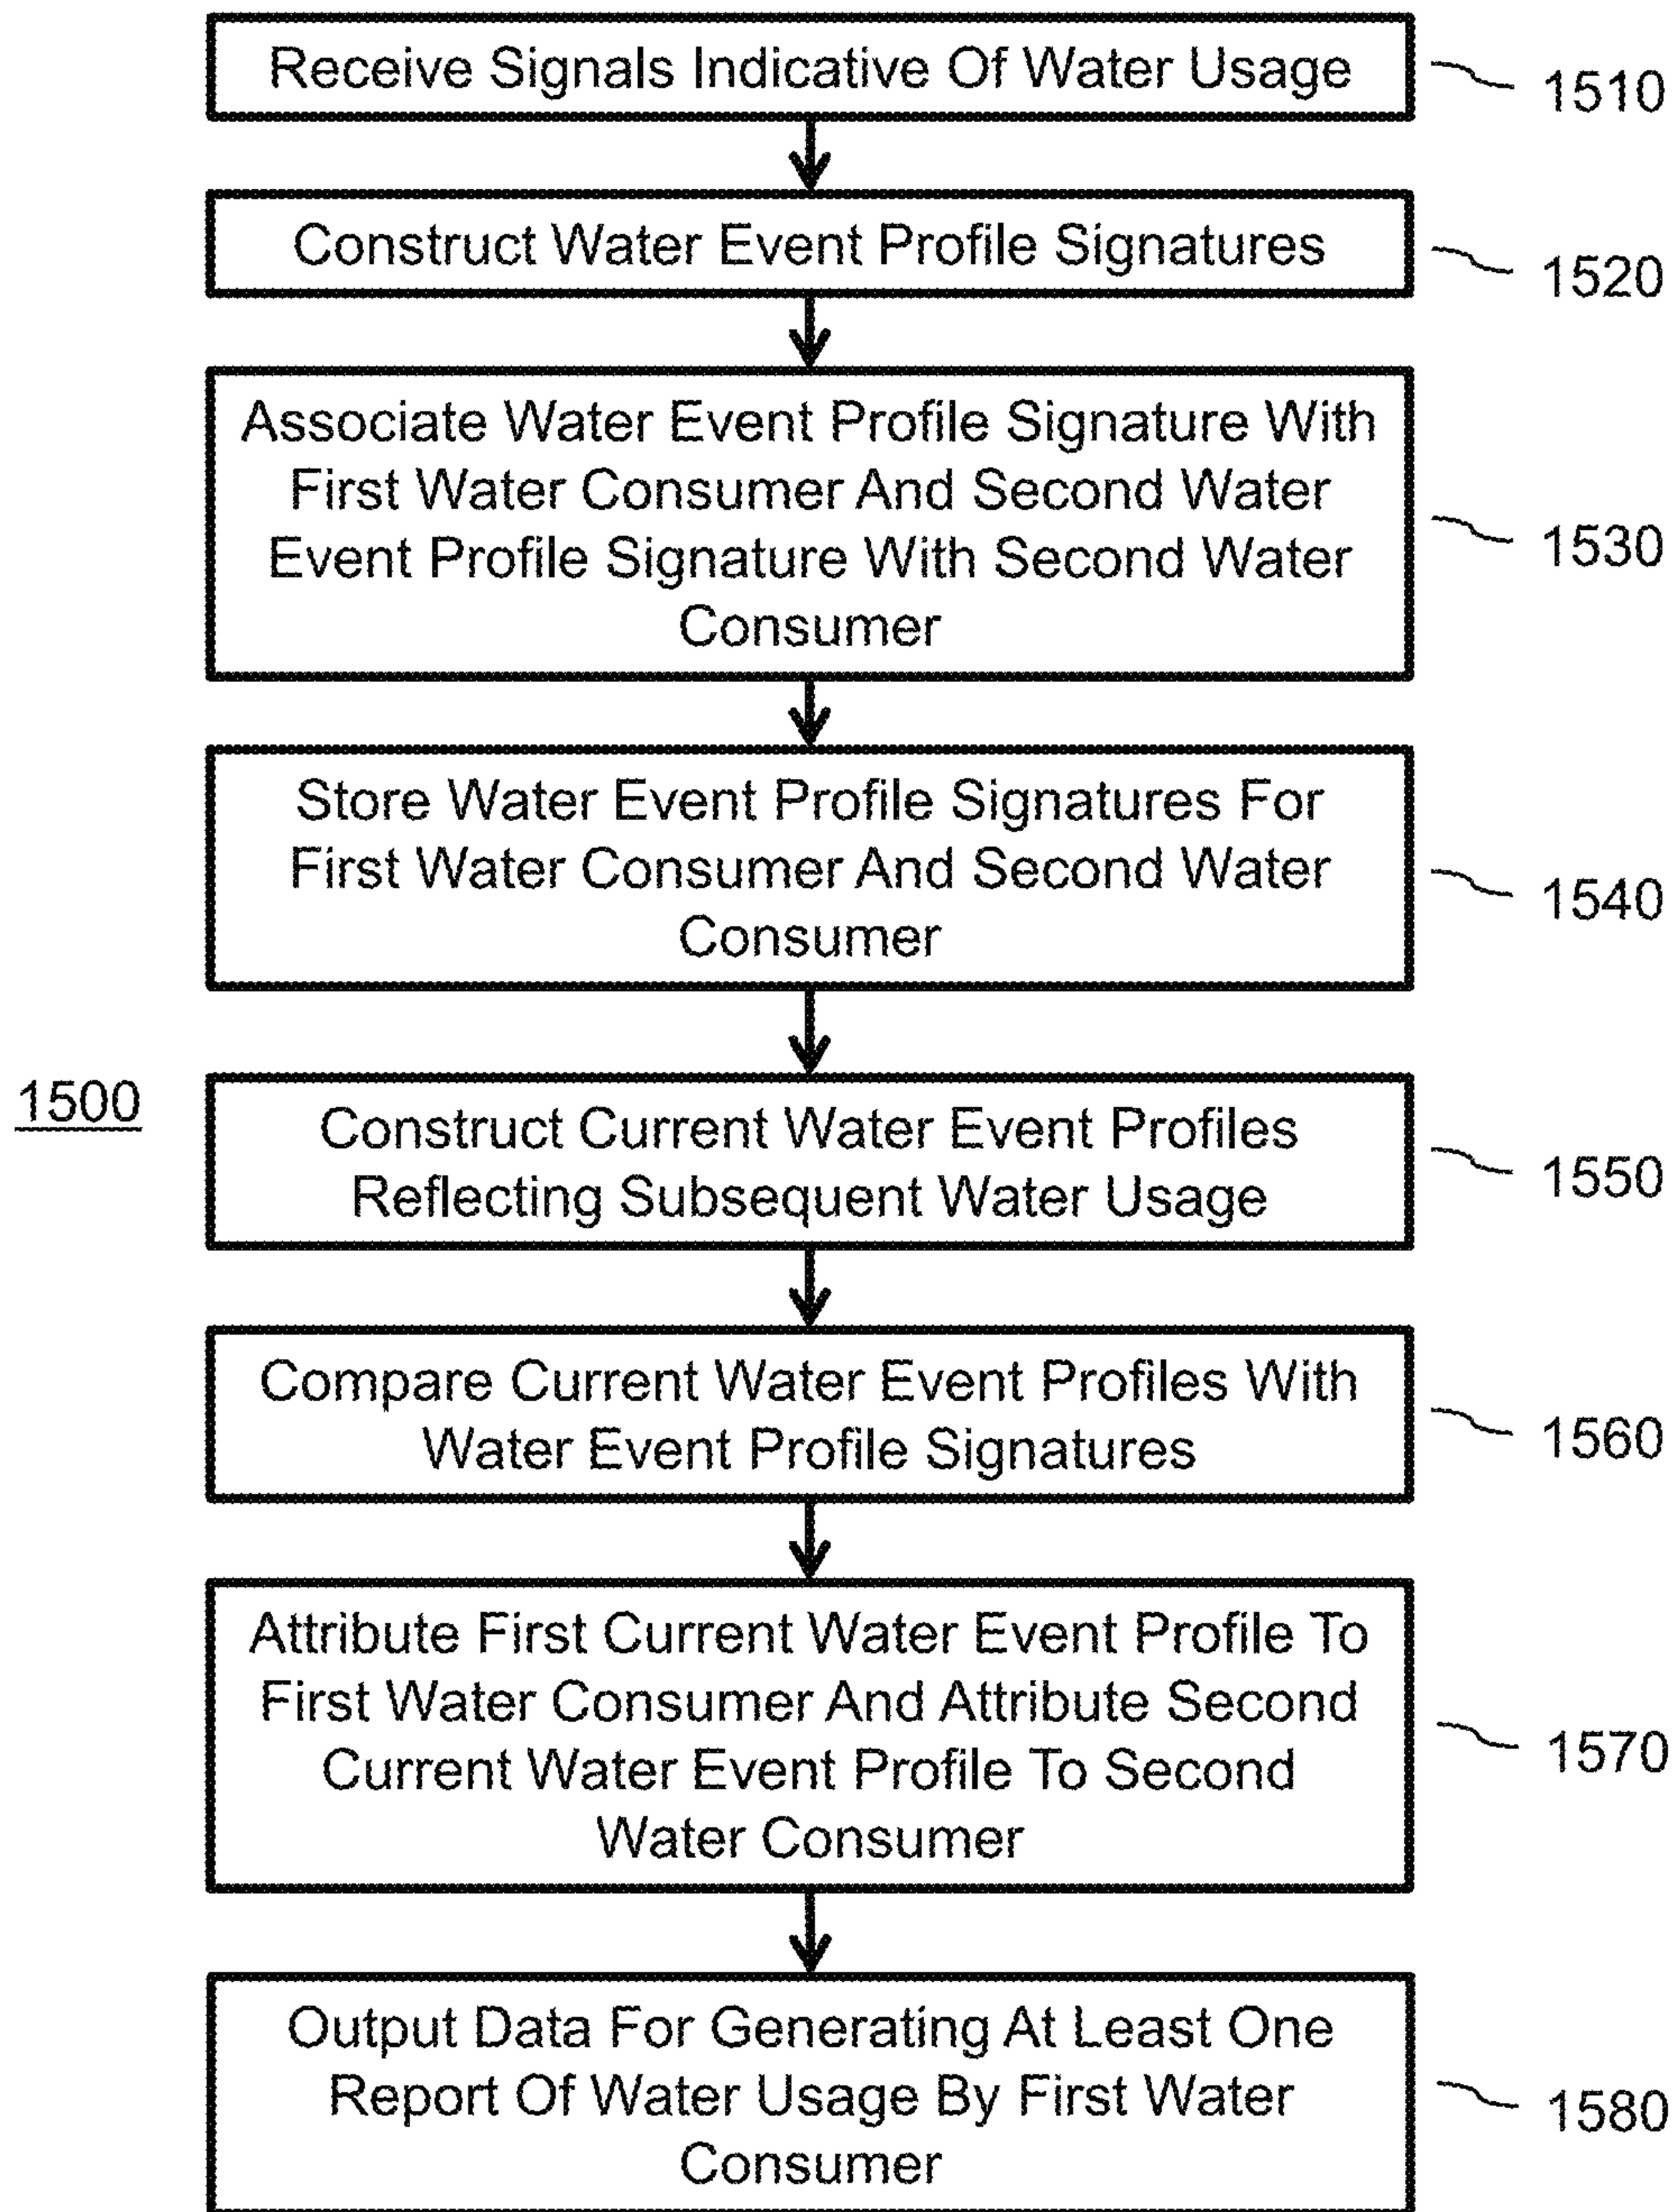 Receive Signals Indicative Of Water Usage
1510
Construct Water Event Profile Signatures
1520
Associate Water Event Profile Signature With
First Water Consumer And Second Water
Event Profile Signature With Second Water
Consumer
1530
Store Water Event Profile Signatures For
First Water Consumer And Second Water
Consumer
1540
1500
Construct Current Water Event Profiles
Reflecting Subsequent Water Usage
1550
Compare Current Water Event Profiles With
Water Event Profile Signatures
1560
Attribute First Current Water Event Profile To
First Water Consumer And Attribute Second
Current Water Event Profile To Second
Water Consumer
1570
Output Data For Generating At Least One
Report Of Water Usage By First Water
Consumer
1580